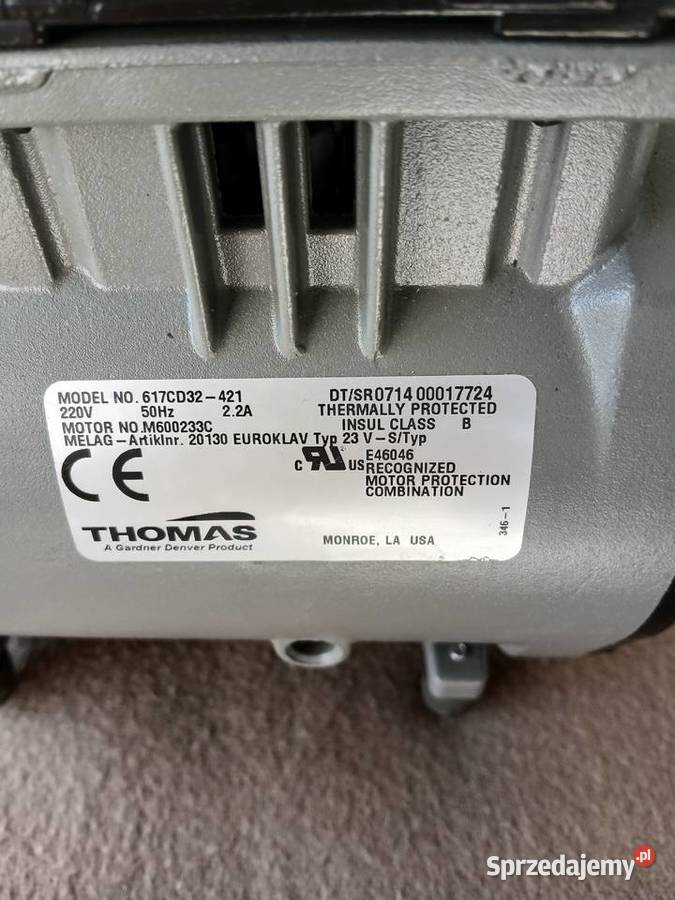 MODEL NO. 617CD32-421 DT/SR071400017724
220V 50Hz 2.2A THERMALLY PROTECTED
MOTOR NO. M600233C INSUL CLASS B
MELAG-Artiklnr. 20130 EUROKLAV Typ 23 V-S/Typ
CE
c RU US
E46046
RECOGNIZED
MOTOR PROTECTION
COMBINATION
THOMAS
A Gardner Denver Product
MONROE, LA USA
346-1
Sprzedajemy.pl